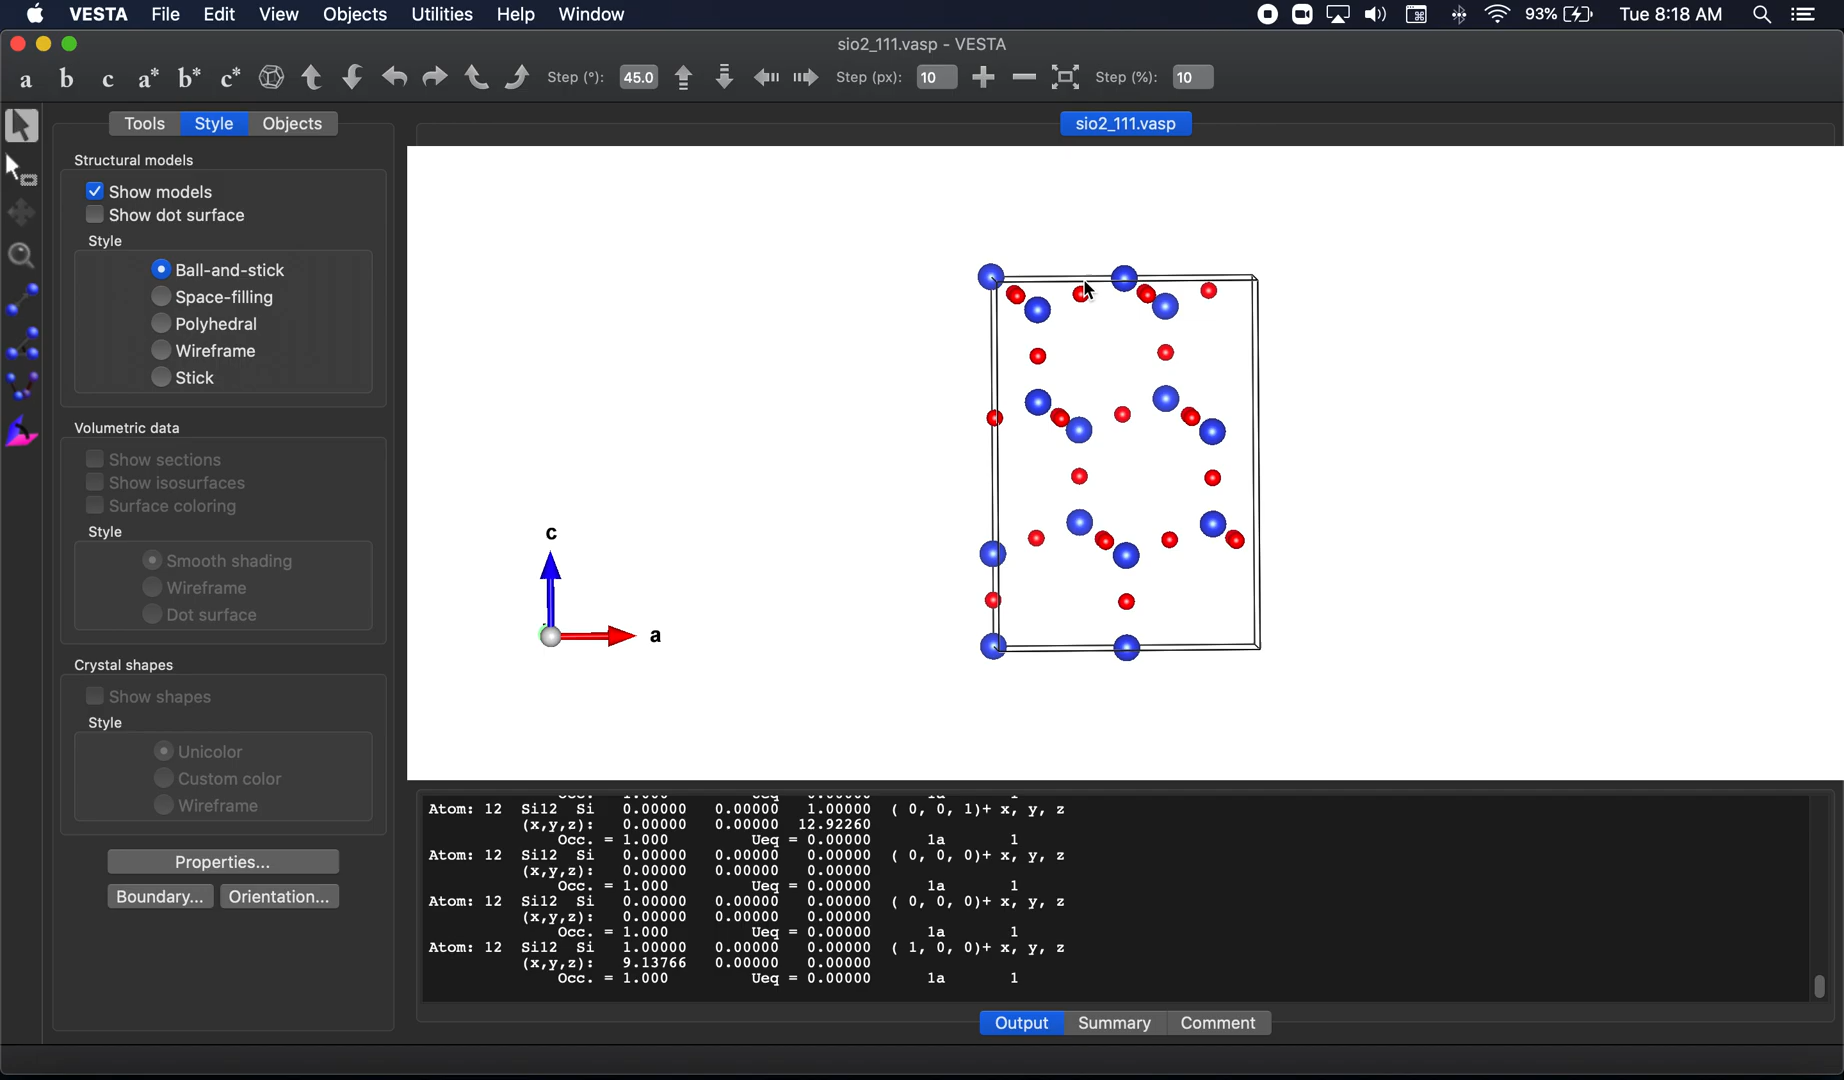 VESTA File Edit View Objects Utilities Help Window 93% Tue 8:18 AM
sio2_111.vasp - VESTA
a b c a* b* c* Step (°): 45.0 Step (px): 10 Step (%): 10
Tools Style Objects
sio2_111.vasp
Structural models
Show models
Show dot surface
Style
Ball-and-stick
Space-filling
Polyhedral
Wireframe
Stick
Volumetric data
Show sections
Show isosurfaces
Surface coloring
Style
Smooth shading
Wireframe
Dot surface
Crystal shapes
Show shapes
Style
Unicolor
Custom color
Wireframe
Properties...
Boundary... Orientation...
c
a
Atom: 12 Si12 Si 0.00000 0.00000 1.00000 ( 0, 0, 1)+ x, y, z
(x,y,z): 0.00000 0.00000 12.92260
Occ. = 1.000 Ueq = 0.00000 1a 1
Atom: 12 Si12 Si 0.00000 0.00000 0.00000 ( 0, 0, 0)+ x, y, z
(x,y,z): 0.00000 0.00000 0.00000
Occ. = 1.000 Ueq = 0.00000 1a 1
Atom: 12 Si12 Si 0.00000 0.00000 0.00000 ( 0, 0, 0)+ x, y, z
(x,y,z): 0.00000 0.00000 0.00000
Occ. = 1.000 Ueq = 0.00000 1a 1
Atom: 12 Si12 Si 1.00000 0.00000 0.00000 ( 1, 0, 0)+ x, y, z
(x,y,z): 9.13766 0.00000 0.00000
Occ. = 1.000 Ueq = 0.00000 1a 1
Output Summary Comment